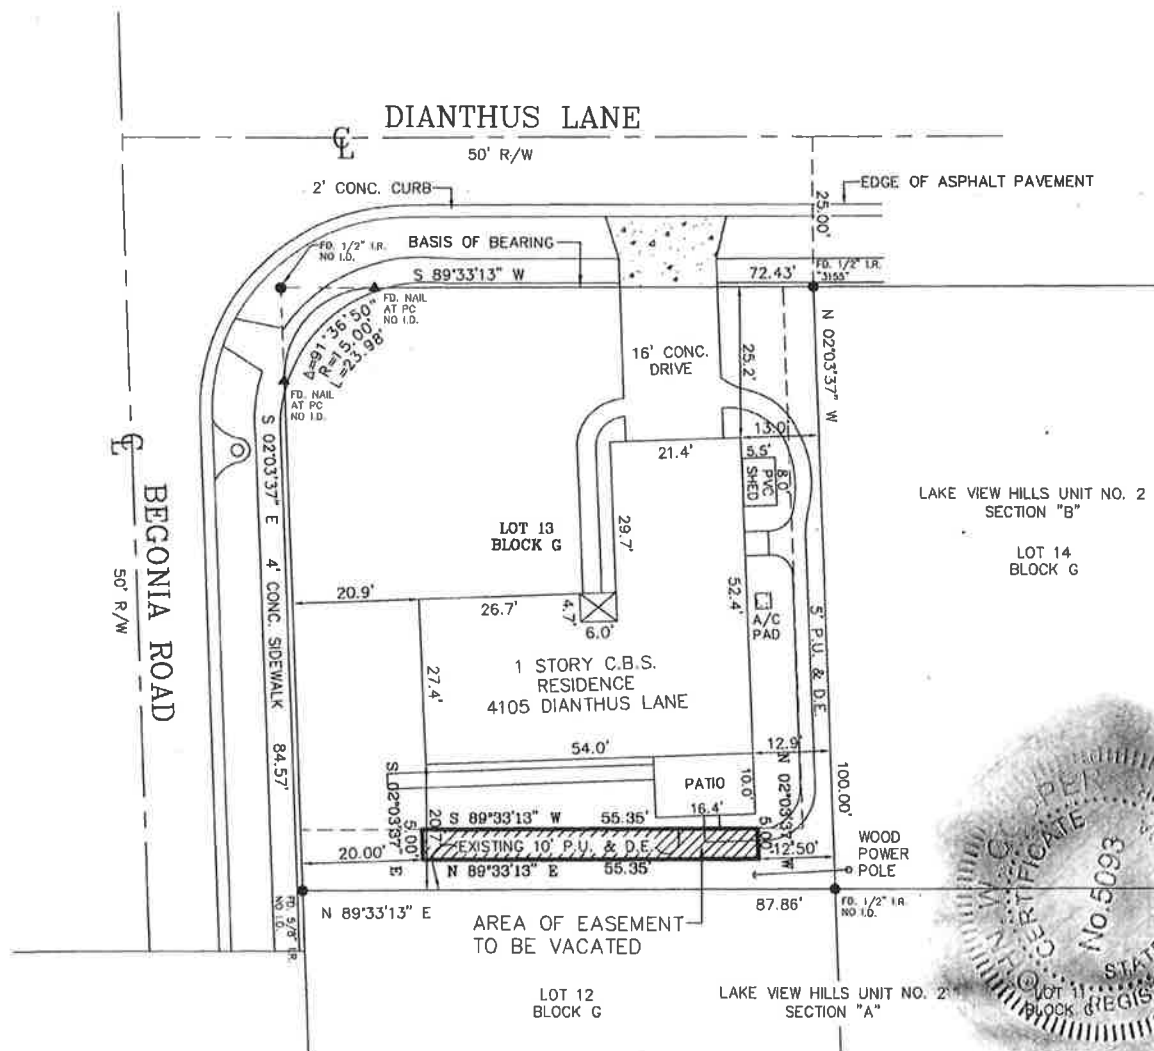 DIANTHUS LANE
50' R/W
2' CONC. CURB
EDGE OF ASPHALT PAVEMENT
25.00'
FD. 1/2" I.R.
NO I.D.
BASIS OF BEARING
S 89°33'13" W
72.43'
FD. 1/2" I.R.
"3155"
FD. NAIL
AT PC
NO I.D.
Δ=91°36'50"
R=15.00'
L=23.98'
FD. NAIL
AT PC
NO I.D.
16' CONC.
DRIVE
25.2'
N 02°03'37" W
13.0'
21.4'
5.5'
8.0'
PVC
SHED
S 02°03'37" E
4' CONC. SIDEWALK
84.57'
BEGONIA ROAD
50' R/W
LOT 13
BLOCK G
29.7'
52.4'
LAKE VIEW HILLS UNIT NO. 2
SECTION "B"
LOT 14
BLOCK G
20.9'
26.7'
4.7'
6.0'
A/C
PAD
5' P.U. & D.E.
27.4'
1 STORY C.B.S.
RESIDENCE
4105 DIANTHUS LANE
54.0'
12.9'
PATIO
10.0'
16.4'
N 02°03'37" W
100.00'
S 02°03'37" E
5.00'
S 89°33'13" W
55.35'
5.00'
EXISTING 10' P.U. & D.E.
20.00'
12.50'
N 89°33'13" E
55.35'
WOOD
POWER
POLE
FD. 5/8" I.R.
NO I.D.
N 89°33'13" E
87.86'
FD. 1/2" I.R.
NO I.D.
AREA OF EASEMENT
TO BE VACATED
LOT 12
BLOCK G
LAKE VIEW HILLS UNIT NO. 2
SECTION "A"
LOT 11
BLOCK G
CERTIFICATE
No.5093